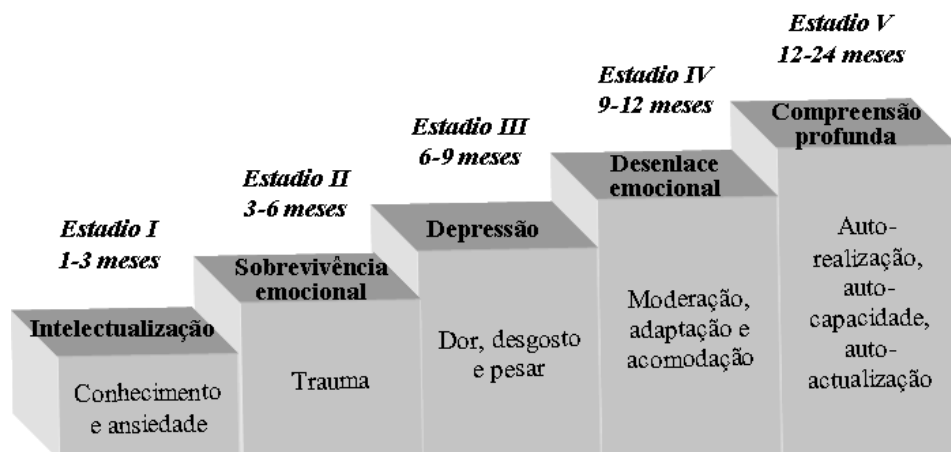 Estadio I
1-3 meses
Intelectualização
Conhecimento
e ansiedade
Estadio II
3-6 meses
Sobrevivência
emocional
Trauma
Estadio III
6-9 meses
Depressão
Dor, desgosto
e pesar
Estadio IV
9-12 meses
Desenlace
emocional
Moderação,
adaptação e
acomodação
Estadio V
12-24 meses
Compreensão
profunda
Auto-
realização,
auto-
capacidade,
auto-
actualização